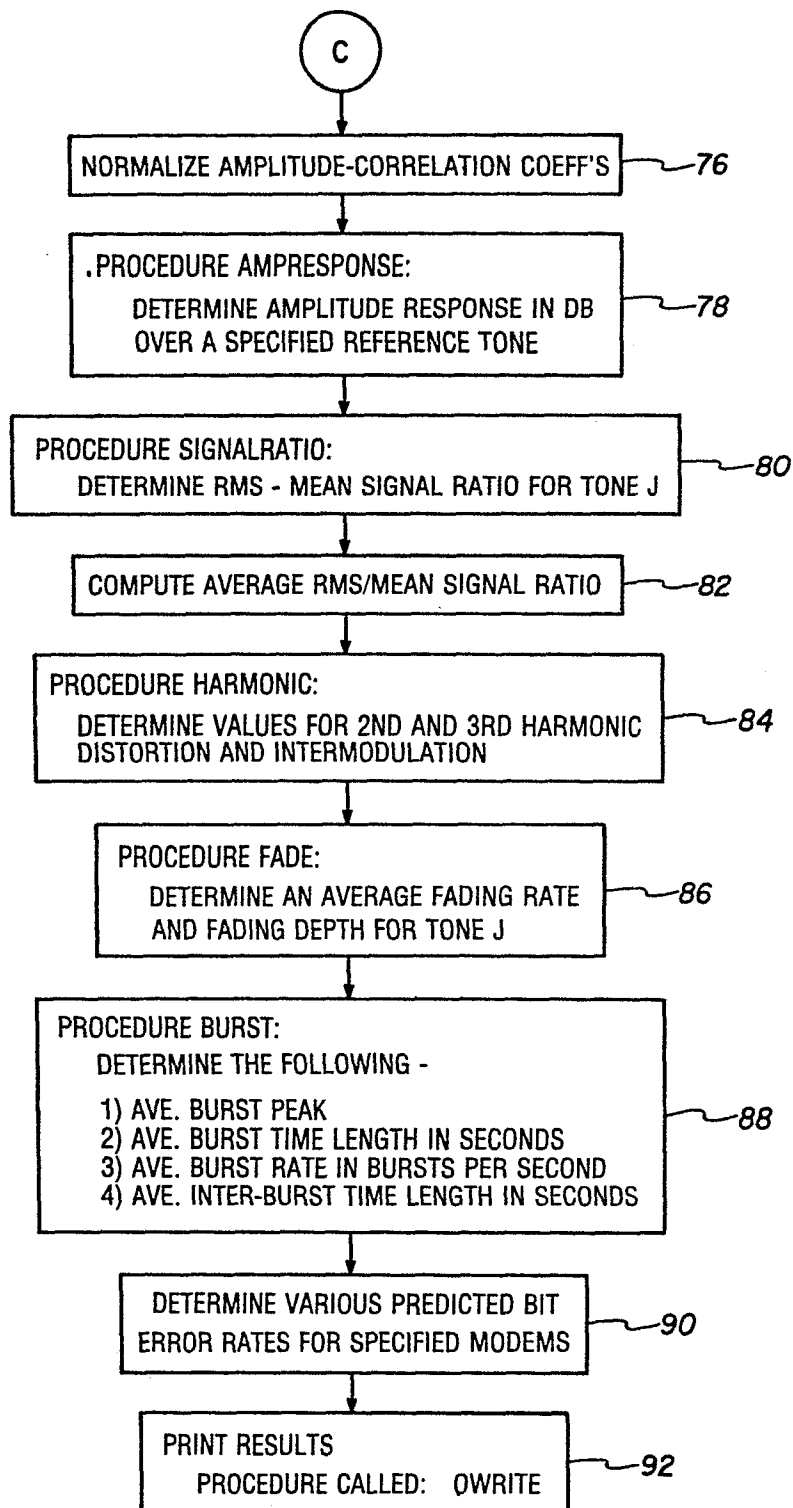 C
NORMALIZE AMPLITUDE-CORRELATION COEFF'S
76
.PROCEDURE AMPRESPONSE:
DETERMINE AMPLITUDE RESPONSE IN DB
OVER A SPECIFIED REFERENCE TONE
78
PROCEDURE SIGNALRATIO:
DETERMINE RMS - MEAN SIGNAL RATIO FOR TONE J
80
COMPUTE AVERAGE RMS/MEAN SIGNAL RATIO
82
PROCEDURE HARMONIC:
DETERMINE VALUES FOR 2ND AND 3RD HARMONIC
DISTORTION AND INTERMODULATION
84
PROCEDURE FADE:
DETERMINE AN AVERAGE FADING RATE
AND FADING DEPTH FOR TONE J
86
PROCEDURE BURST:
DETERMINE THE FOLLOWING -
1) AVE. BURST PEAK
2) AVE. BURST TIME LENGTH IN SECONDS
3) AVE. BURST RATE IN BURSTS PER SECOND
4) AVE. INTER-BURST TIME LENGTH IN SECONDS
88
DETERMINE VARIOUS PREDICTED BIT
ERROR RATES FOR SPECIFIED MODEMS
90
PRINT RESULTS
PROCEDURE CALLED: OWRITE
92